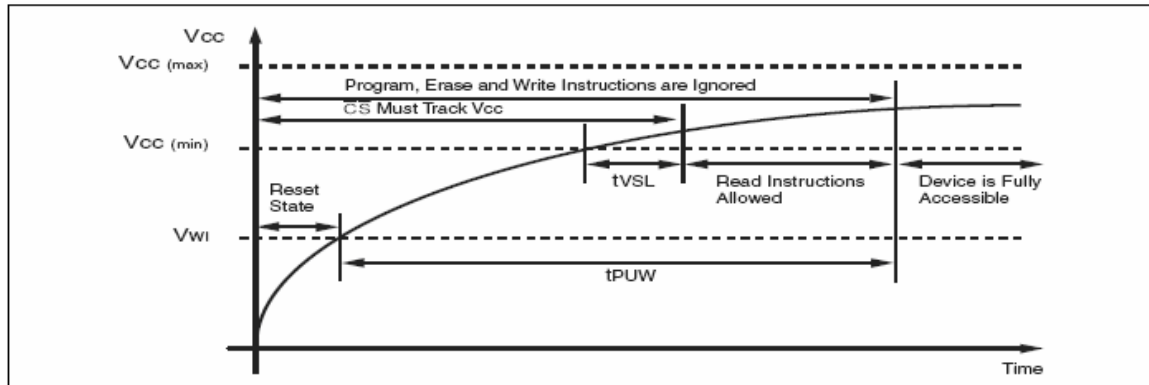 Vcc
Vcc (max)
Program, Erase and Write Instructions are Ignored
CS Must Track Vcc
Vcc (min)
Reset
State
tVSL
Read Instructions
Allowed
Device is Fully
Accessible
VWI
tPUW
Time